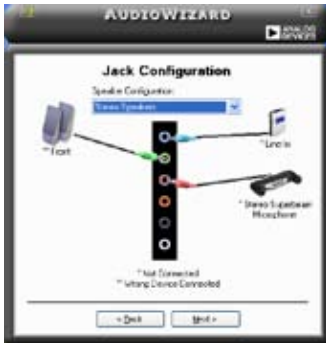 AUDIOWIZARD
ANALOG
DEVICES
Jack Configuration
Speaker Configuration
Stereo Speakers
* Line In
** Front
* Stereo Superbeam
Microphone
* Not Connected
** Wrong Device Connected
< Back
Next >